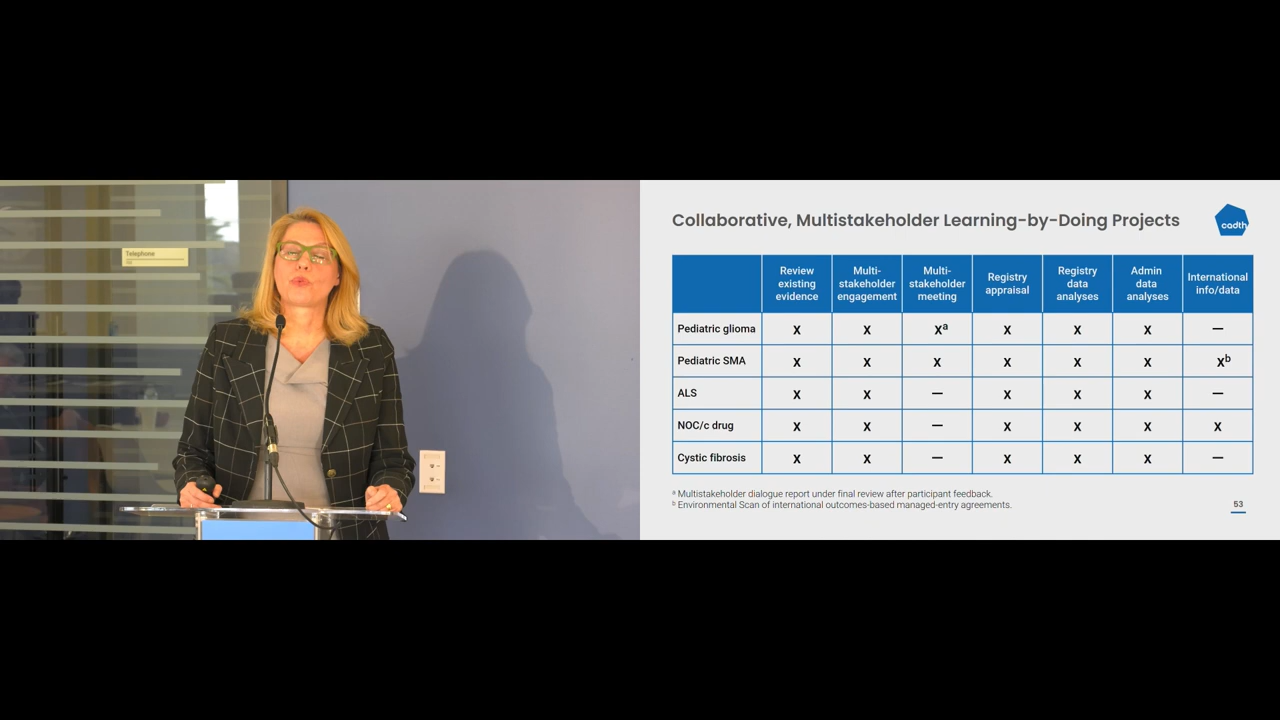 Telephone
Collaborative, Multistakeholder Learning-by-Doing Projects
cadth
Review existing evidence
Multi-stakeholder engagement
Multi-stakeholder meeting
Registry appraisal
Registry data analyses
Admin data analyses
International info/data
Pediatric glioma X X Xᵃ X X X —
Pediatric SMA X X X X X X Xᵇ
ALS X X — X X X —
NOC/c drug X X — X X X X
Cystic fibrosis X X — X X X —
ᵃ Multistakeholder dialogue report under final review after participant feedback.
ᵇ Environmental Scan of international outcomes-based managed-entry agreements.
53